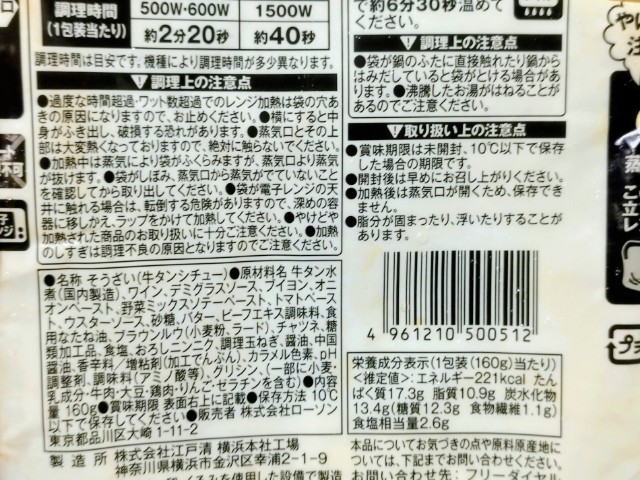 調理時間
(1包装当たり)
500W・600W
1500W
約2分20秒
約40秒
調理時間は目安です。機種により調理時間が多少異なります。
調理上の注意点
●過度な時間超過・ワット数超過でのレンジ加熱は袋の穴あ
きの原因になりますので、お止めください。●横にすると中
身がふき出し、破損する恐れがあります。●蒸気口とその上
部は大変熱くなっておりますので、絶対に触らないでください。
●加熱中は蒸気により袋がふくらみますが、蒸気口より蒸気
が抜けます。●袋がしぼみ、蒸気口から蒸気がでていないこと
を確認してから取り出してください。●袋が電子レンジの天
井に触れる場合は、転倒する危険がありますので、深めの容
器に移しかえ、ラップをかけて加熱してください。●やけどや
加熱された商品のお取り扱いに十分ご注意ください。●加熱
のしすぎは調理不良の原因となりますのでご注意ください。
●名称 そうざい(牛タンシチュー)●原材料名 牛タン水
煮(国内製造)、ワイン、デミグラスソース、ブイヨン、オニ
オンペースト、野菜ミックスソテーペースト、トマトペース
ト、ウスターソース、砂糖、バター、ビーフエキス調味料、食
用なたね油、ブラウンルウ(小麦粉、ラード)、チャツネ、糖
類加工品、食塩、おろしニンニク、調理玉ねぎ、醤油、中国
醤油、香辛料/増粘剤(加工でんぷん)、カラメル色素、pH
調整剤、調味料(アミノ酸等)、グリシン、(一部に小麦・
乳成分・牛肉・大豆・鶏肉・りんご・ゼラチンを含む)●内容
量 160g●賞味期限 表面右上に記載●保存方法 10℃
以下で保存してください●販売者 株式会社ローソン
東京都品川区大崎 1-11-2
製造所 株式会社江戸清 横浜本社工場
神奈川県横浜市金沢区幸浦2-1-9
くるみを使用した設備で製造
で約6分30秒温めて
ください。
調理上の注意点
●袋が鍋のふたに直接触れたり鍋から
はみだしていると袋がとける場合があ
ります。●沸騰したお湯がはねることが
あるのでご注意ください。
取り扱い上の注意点
●賞味期限は未開封、10℃以下で保存
した場合の期限です。
●開封後は早めにお召し上がりください。
●加熱後は蒸気口が開くため、保存でき
ません。
●脂分が固まったり、浮いたりすることが
あります。
4 961210 500512
栄養成分表示(1包装(160g)当たり)
<推定値>:エネルギー221kcal たん
ぱく質17.3g 脂質10.9g 炭水化物
13.4g(糖質12.3g 食物繊維1.1g)
食塩相当量2.6g
本品についてお気づきの点や原料原産地に
ついては、下記までお問い合わせください。
お問い合わせ先:フリーダイヤル